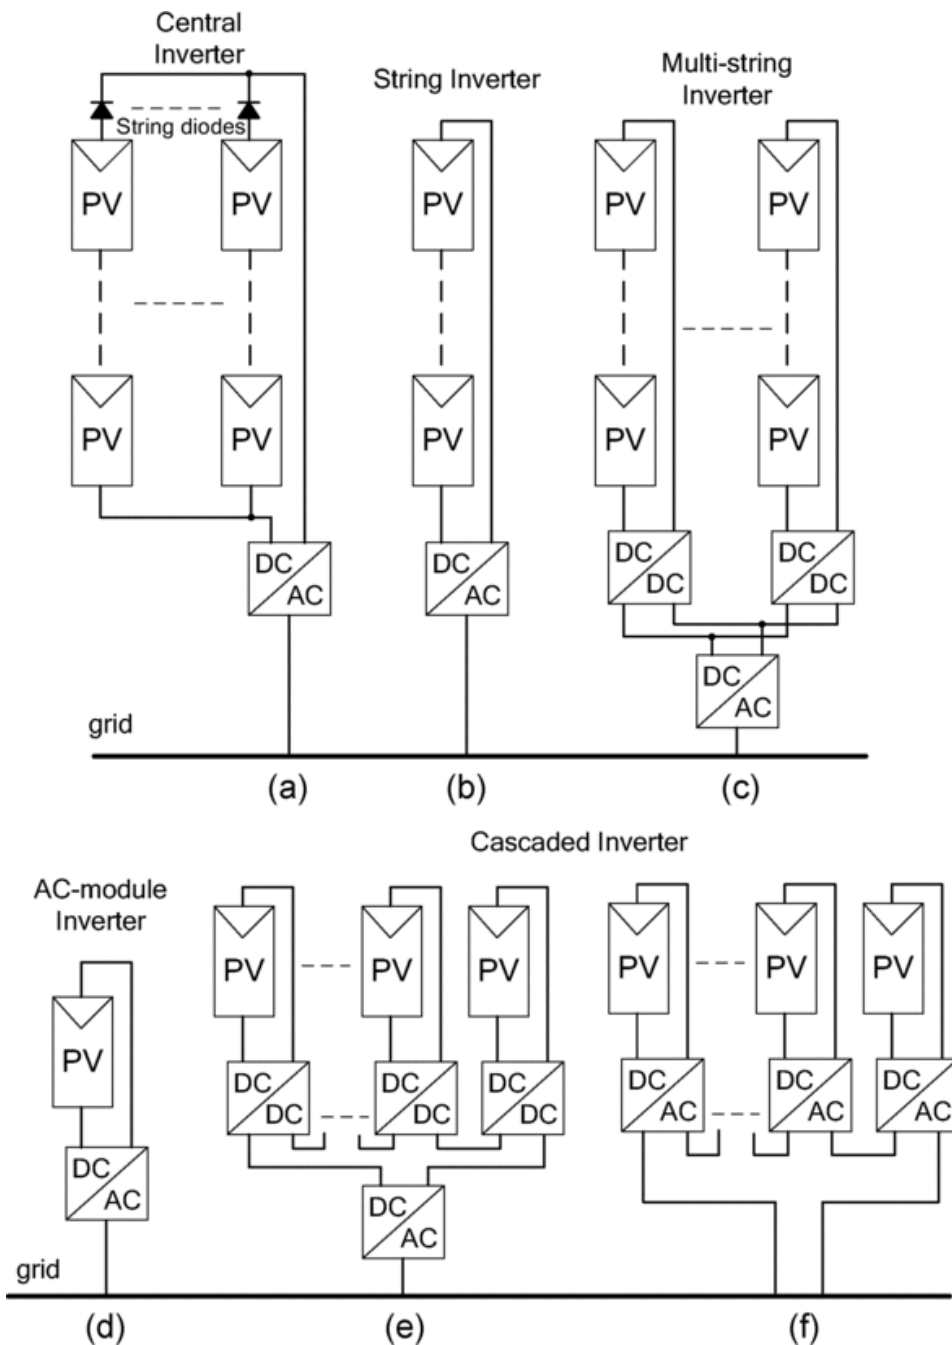 Central
Inverter
String Inverter
Multi-string
Inverter
String diodes
PV
PV
PV
PV
PV
PV
PV
PV
PV
PV
DC
DC
DC
DC
DC
DC
AC
AC
DC
AC
grid
(a)
(b)
(c)
Cascaded Inverter
AC-module
Inverter
PV
PV
PV
PV
PV
PV
PV
DC
DC
DC
DC
DC
DC
DC
AC
DC
AC
DC
AC
DC
AC
DC
AC
grid
(d)
(e)
(f)